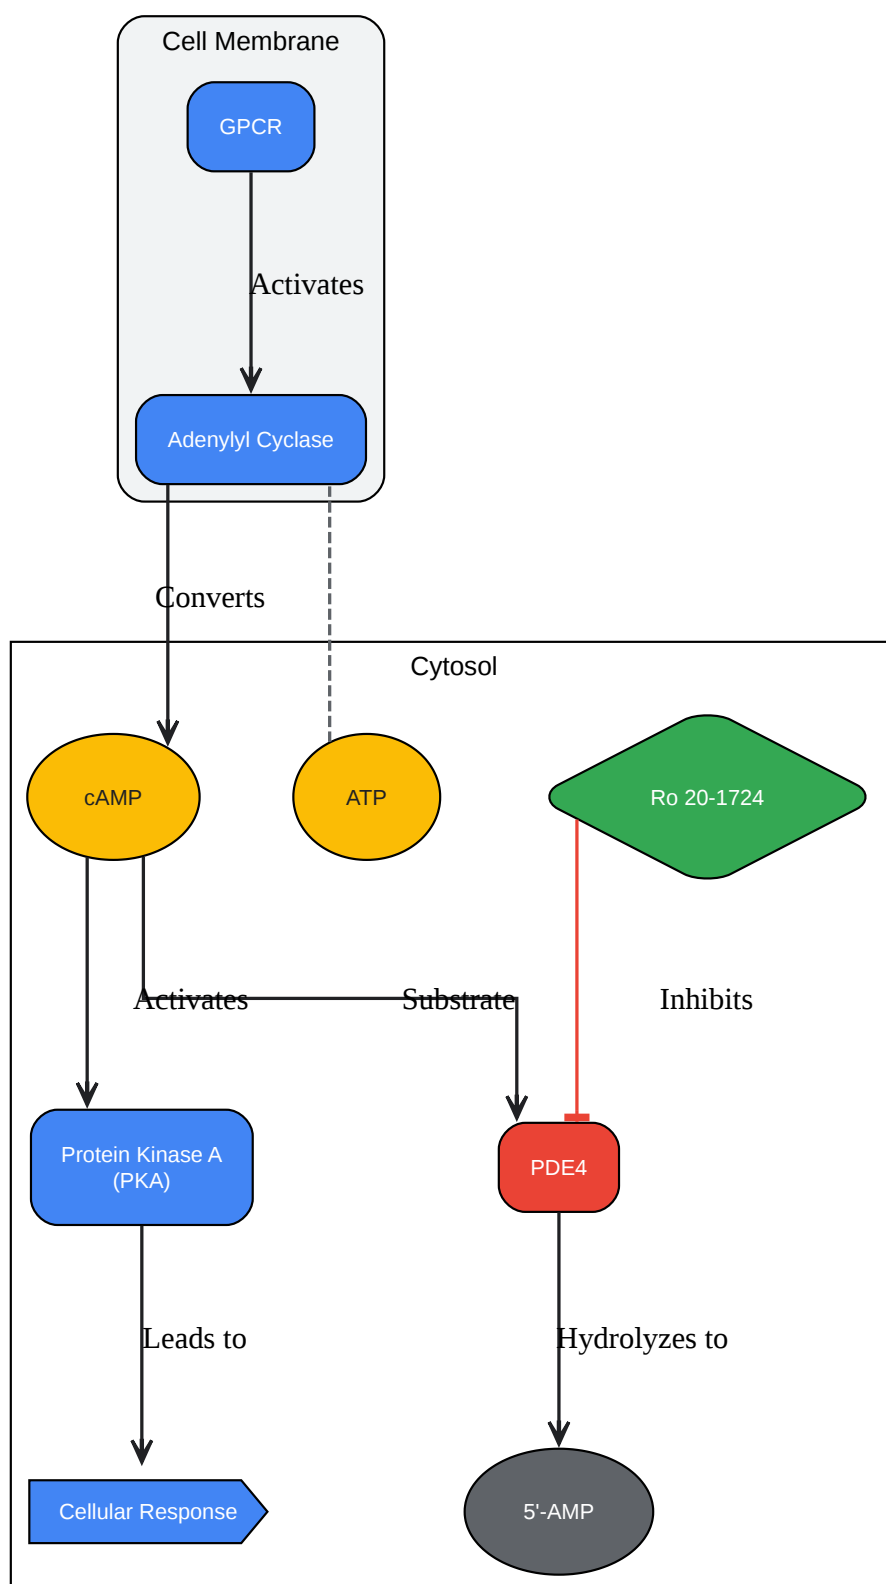 Cell Membrane
GPCR
Activates
Adenylyl Cyclase
Converts
Cytosol
cAMP
ATP
Ro 20-1724
Activates
Substrate
Inhibits
Protein Kinase A
(PKA)
PDE4
Leads to
Hydrolyzes to
Cellular Response
5'-AMP